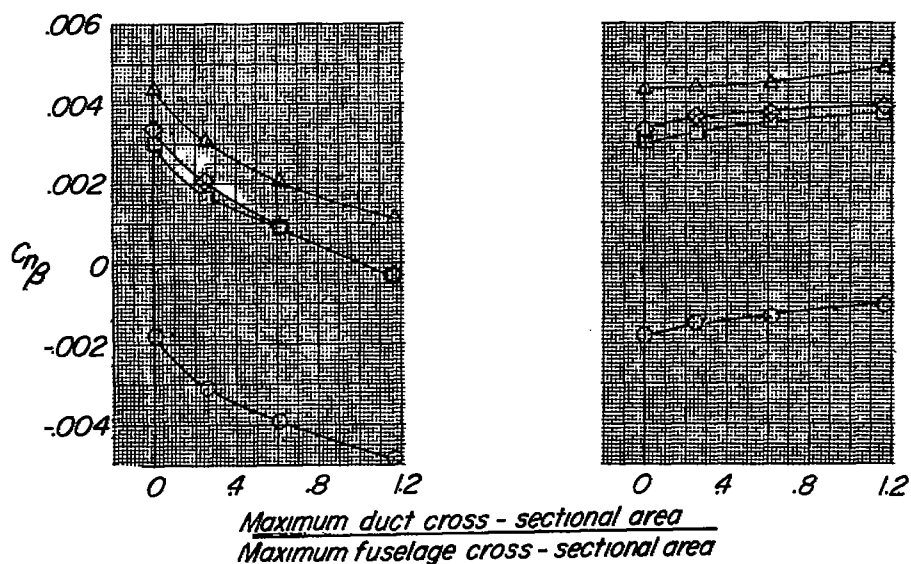 .006
.004
.002
CnÎ²
0
-.002
-.004
0 .4 .8 1.2 0 .4 .8 1.2
Maximum duct cross - sectional area
Maximum fuselage cross - sectional area